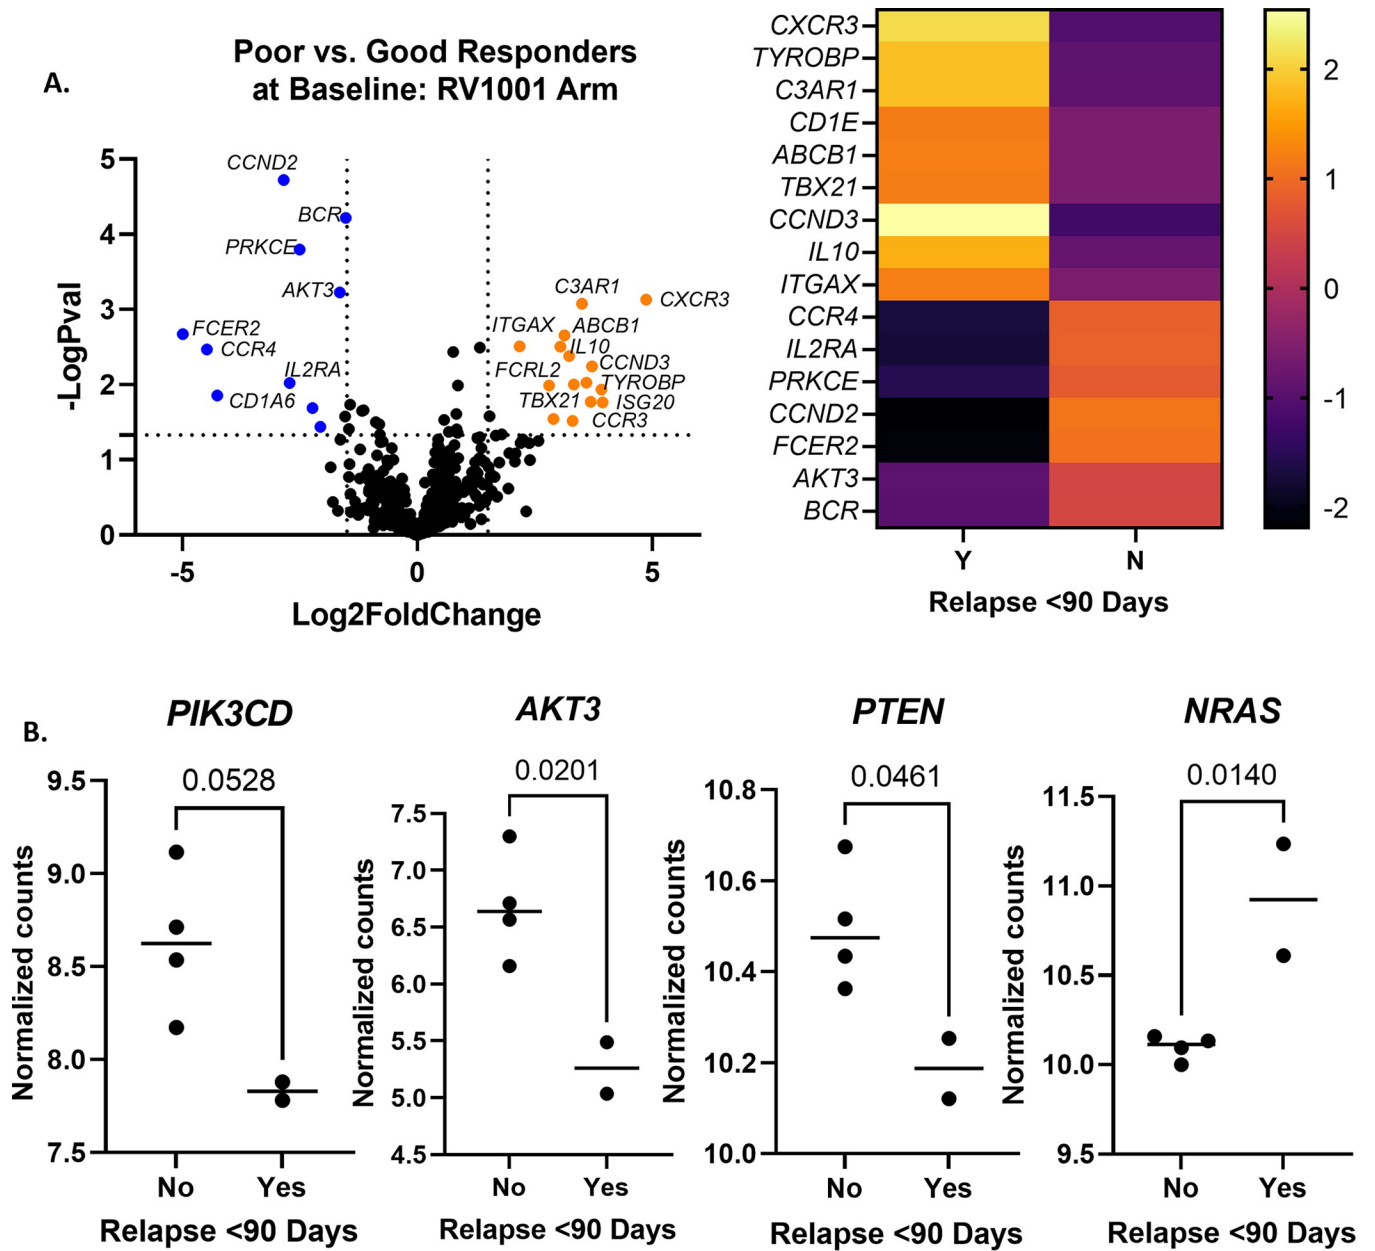 A.
Poor vs. Good Responders
at Baseline: RV1001 Arm
-LogPval
5
4
3
2
1
0
-5
0
5
Log2FoldChange
CCND2
BCR
PRKCE
AKT3
FCER2
CCR4
IL2RA
CD1A6
C3AR1
CXCR3
ITGAX
ABCB1
IL10
FCRL2
CCND3
TYROBP
TBX21
ISG20
CCR3
CXCR3
TYROBP
C3AR1
CD1E
ABCB1
TBX21
CCND3
IL10
ITGAX
CCR4
IL2RA
PRKCE
CCND2
FCER2
AKT3
BCR
Y
N
Relapse <90 Days
2
1
0
-1
-2
B.
PIK3CD
0.0528
Normalized counts
9.5
9.0
8.5
8.0
7.5
No
Yes
Relapse <90 Days
AKT3
0.0201
Normalized counts
7.5
7.0
6.5
6.0
5.5
5.0
4.5
No
Yes
Relapse <90 Days
PTEN
0.0461
Normalized counts
10.8
10.6
10.4
10.2
10.0
No
Yes
Relapse <90 Days
NRAS
0.0140
Normalized counts
11.5
11.0
10.5
10.0
9.5
No
Yes
Relapse <90 Days